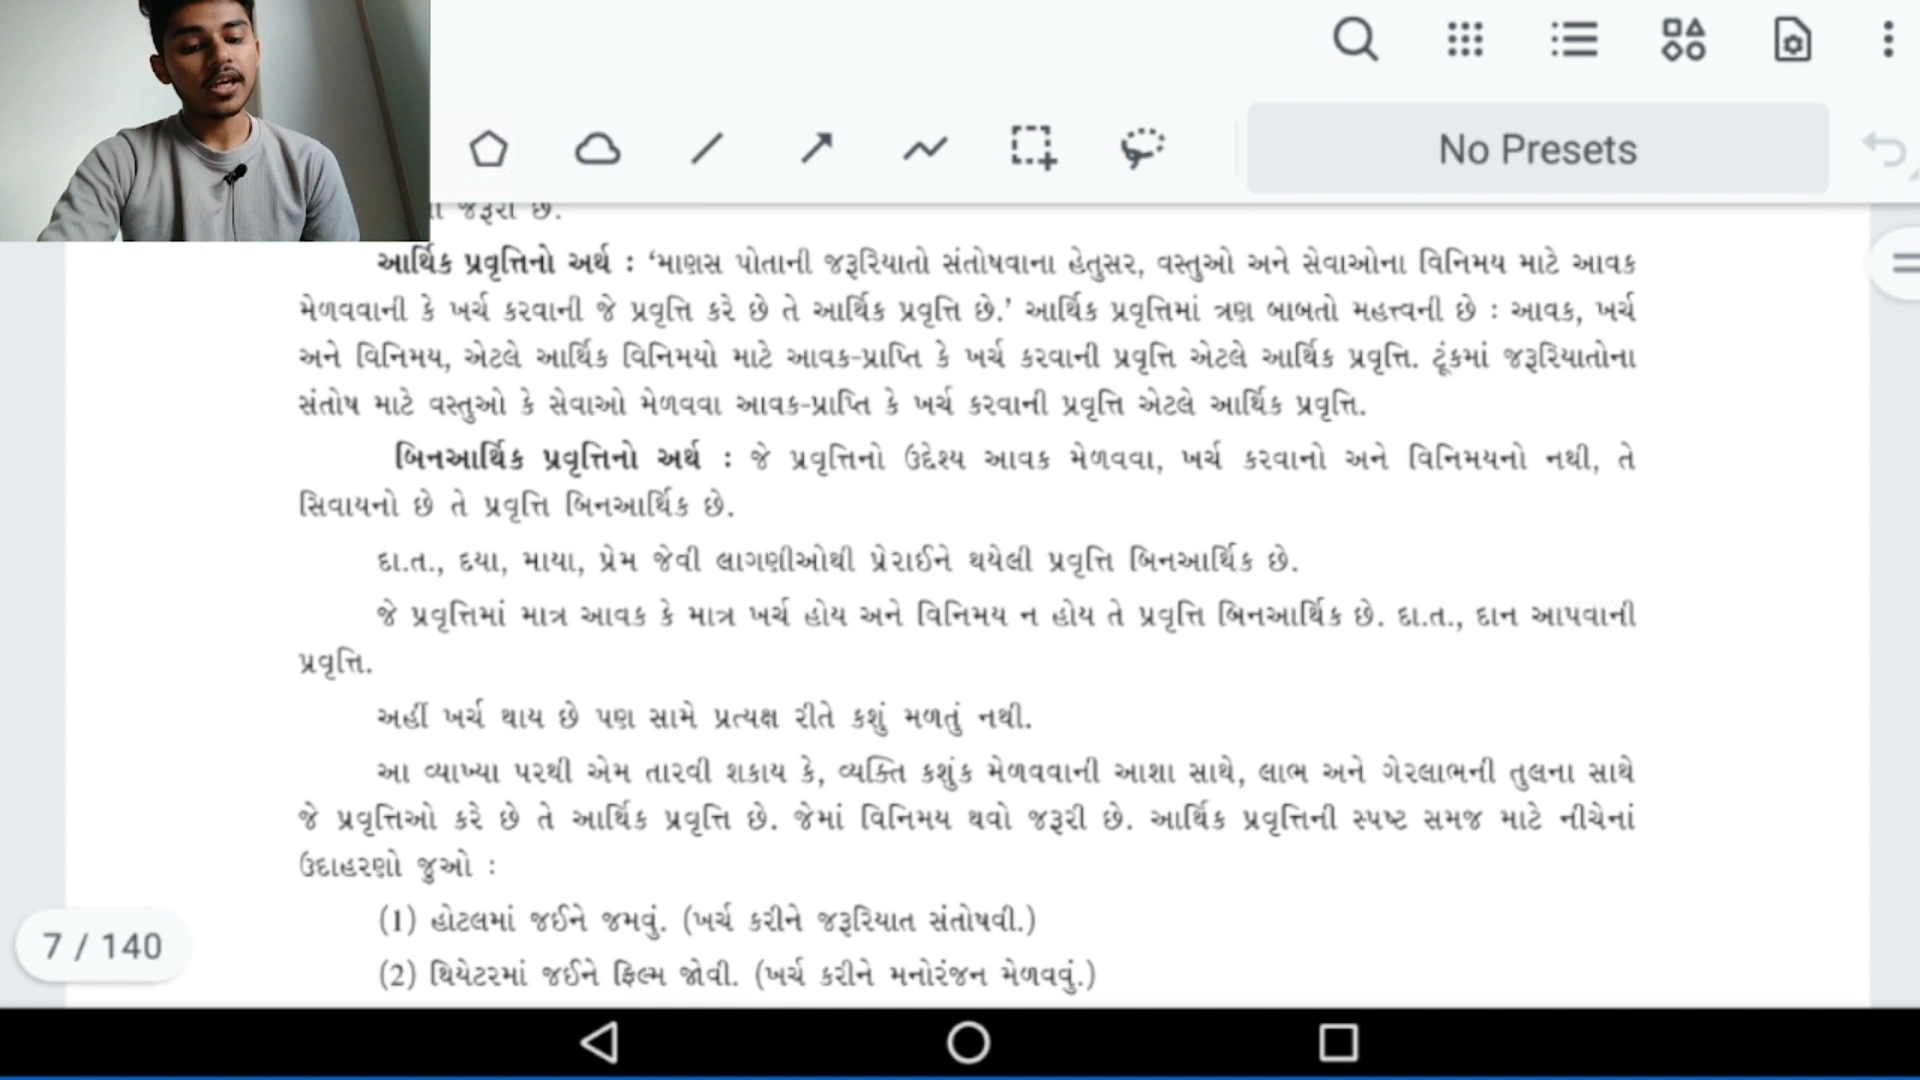 No Presets
જરૂરી છે.
આર્થિક પ્રવૃત્તિનો અર્થ : ‘માણસ પોતાની જરૂરિયાતો સંતોષવાના હેતુસર, વસ્તુઓ અને સેવાઓના વિનિમય માટે આવક
મેળવવાની કે ખર્ચ કરવાની જે પ્રવૃત્તિ કરે છે તે આર્થિક પ્રવૃત્તિ છે.’ આર્થિક પ્રવૃત્તિમાં ત્રણ બાબતો મહત્ત્વની છે : આવક, ખર્ચ
અને વિનિમય, એટલે આર્થિક વિનિમયો માટે આવક-પ્રાપ્તિ કે ખર્ચ કરવાની પ્રવૃત્તિ એટલે આર્થિક પ્રવૃત્તિ. ટૂંકમાં જરૂરિયાતોના
સંતોષ માટે વસ્તુઓ કે સેવાઓ મેળવવા આવક-પ્રાપ્તિ કે ખર્ચ કરવાની પ્રવૃત્તિ એટલે આર્થિક પ્રવૃત્તિ.
બિનઆર્થિક પ્રવૃત્તિનો અર્થ : જે પ્રવૃત્તિનો ઉદ્દેશ્ય આવક મેળવવા, ખર્ચ કરવાનો અને વિનિમયનો નથી, તે
સિવાયનો છે તે પ્રવૃત્તિ બિનઆર્થિક છે.
દા.ત., દયા, માયા, પ્રેમ જેવી લાગણીઓથી પ્રેરાઈને થયેલી પ્રવૃત્તિ બિનઆર્થિક છે.
જે પ્રવૃત્તિમાં માત્ર આવક કે માત્ર ખર્ચ હોય અને વિનિમય ન હોય તે પ્રવૃત્તિ બિનઆર્થિક છે. દા.ત., દાન આપવાની
પ્રવૃત્તિ.
અહીં ખર્ચ થાય છે પણ સામે પ્રત્યક્ષ રીતે કશું મળતું નથી.
આ વ્યાખ્યા પરથી એમ તારવી શકાય કે, વ્યક્તિ કશુંક મેળવવાની આશા સાથે, લાભ અને ગેરલાભની તુલના સાથે
જે પ્રવૃત્તિઓ કરે છે તે આર્થિક પ્રવૃત્તિ છે. જેમાં વિનિમય થવો જરૂરી છે. આર્થિક પ્રવૃત્તિની સ્પષ્ટ સમજ માટે નીચેનાં
ઉદાહરણો જુઓ :
(1) હોટલમાં જઈને જમવું. (ખર્ચ કરીને જરૂરિયાત સંતોષવી.)
(2) થિયેટરમાં જઈને ફિલ્મ જોવી. (ખર્ચ કરીને મનોરંજન મેળવવું.)
7 / 140